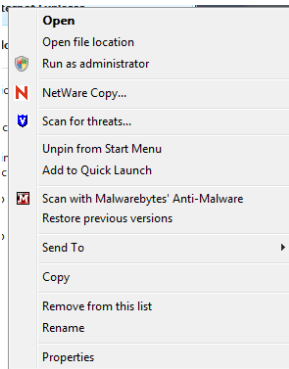 Open
Open file location
Run as administrator
NetWare Copy...
Scan for threats...
Unpin from Start Menu
Add to Quick Launch
Scan with Malwarebytes' Anti-Malware
Restore previous versions
Send To
Copy
Remove from this list
Rename
Properties